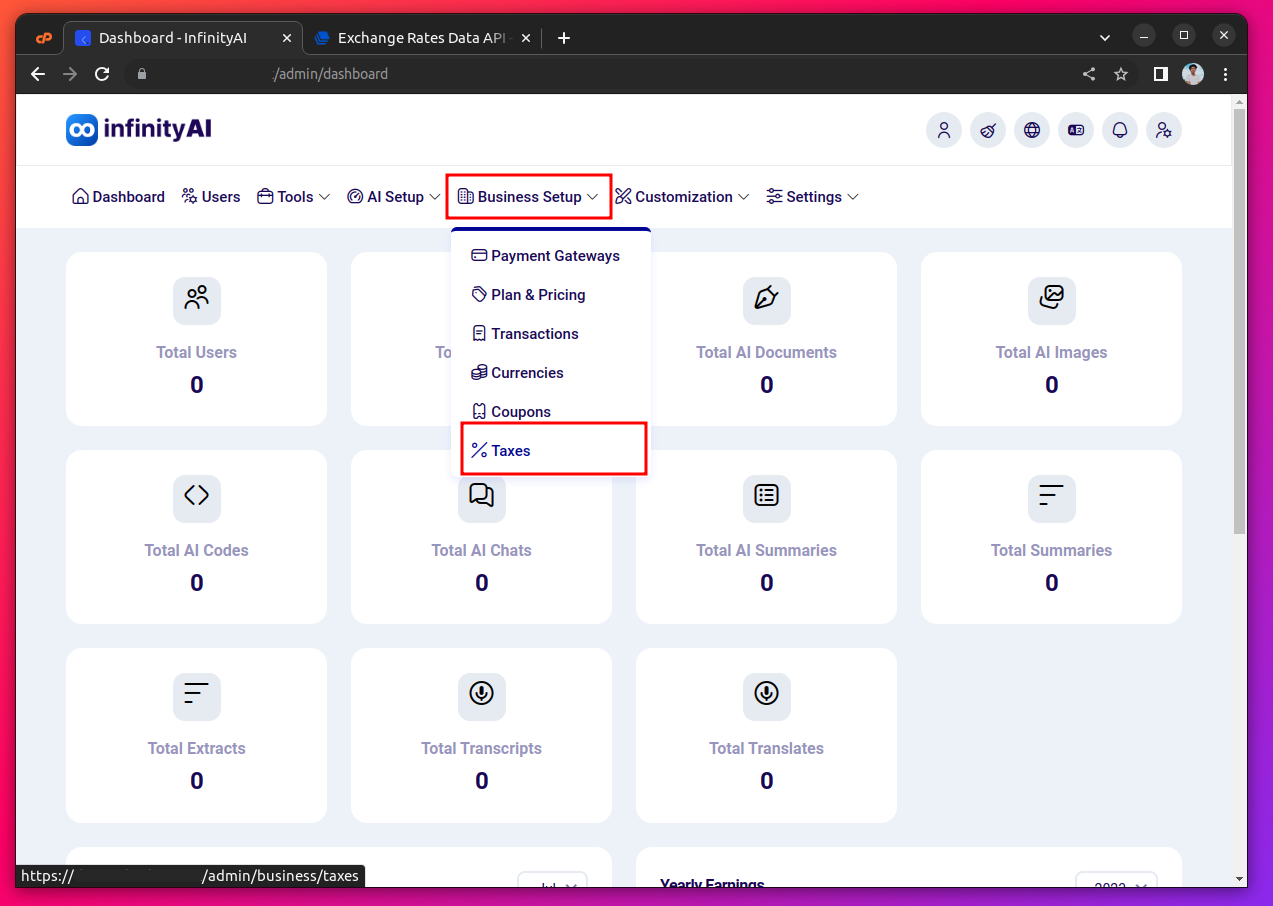 Dashboard - InfinityAI
Exchange Rates Data API
/admin/dashboard
infinityAI
Dashboard Users Tools AI Setup Business Setup Customization Settings
Payment Gateways
Plan & Pricing
Transactions
Currencies
Coupons
Taxes
Total Users
0
To
Total AI Documents
0
Total AI Images
0
Total AI Codes
0
Total AI Chats
0
Total AI Summaries
0
Total Summaries
0
Total Extracts
0
Total Transcripts
0
Total Translates
0
Jul
Yearly Earnings
2023
https:// /admin/business/taxes